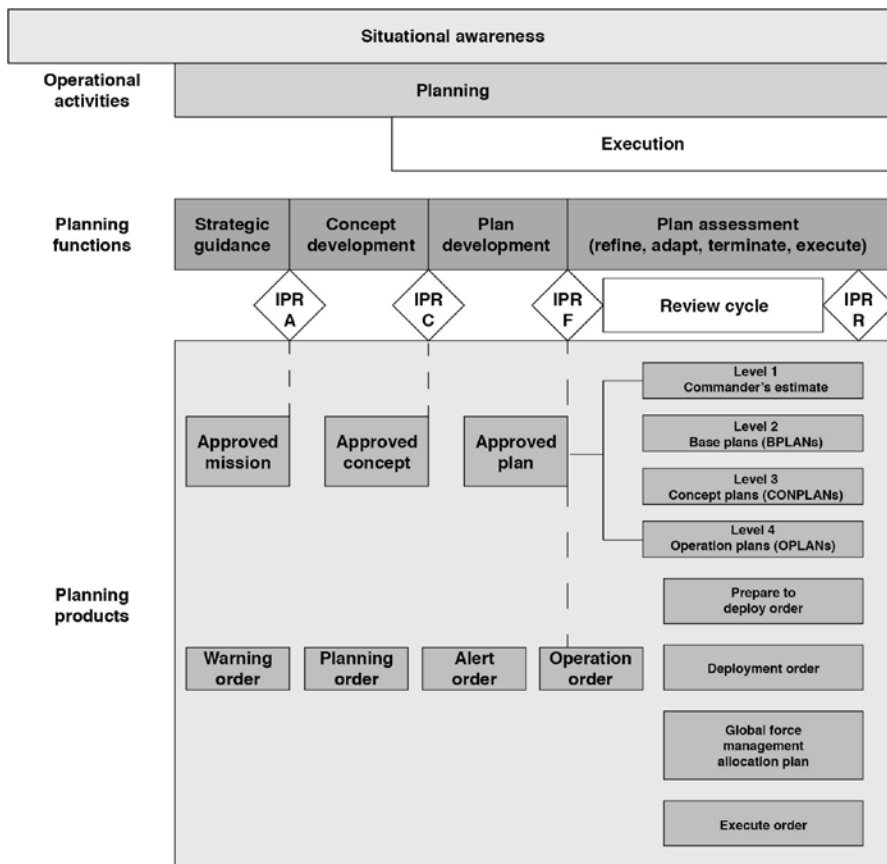 Situational awareness
Operational
activities
Planning
Execution
Planning
functions
Strategic
guidance
Concept
development
Plan
development
Plan assessment
(refine, adapt, terminate, execute)
IPR
A
IPR
C
IPR
F
Review cycle
IPR
R
Level 1
Commander's estimate
Approved
mission
Approved
concept
Approved
plan
Level 2
Base plans (BPLANs)
Level 3
Concept plans (CONPLANs)
Level 4
Operation plans (OPLANs)
Planning
products
Prepare to
deploy order
Warning
order
Planning
order
Alert
order
Operation
order
Deployment order
Global force
management
allocation plan
Execute order